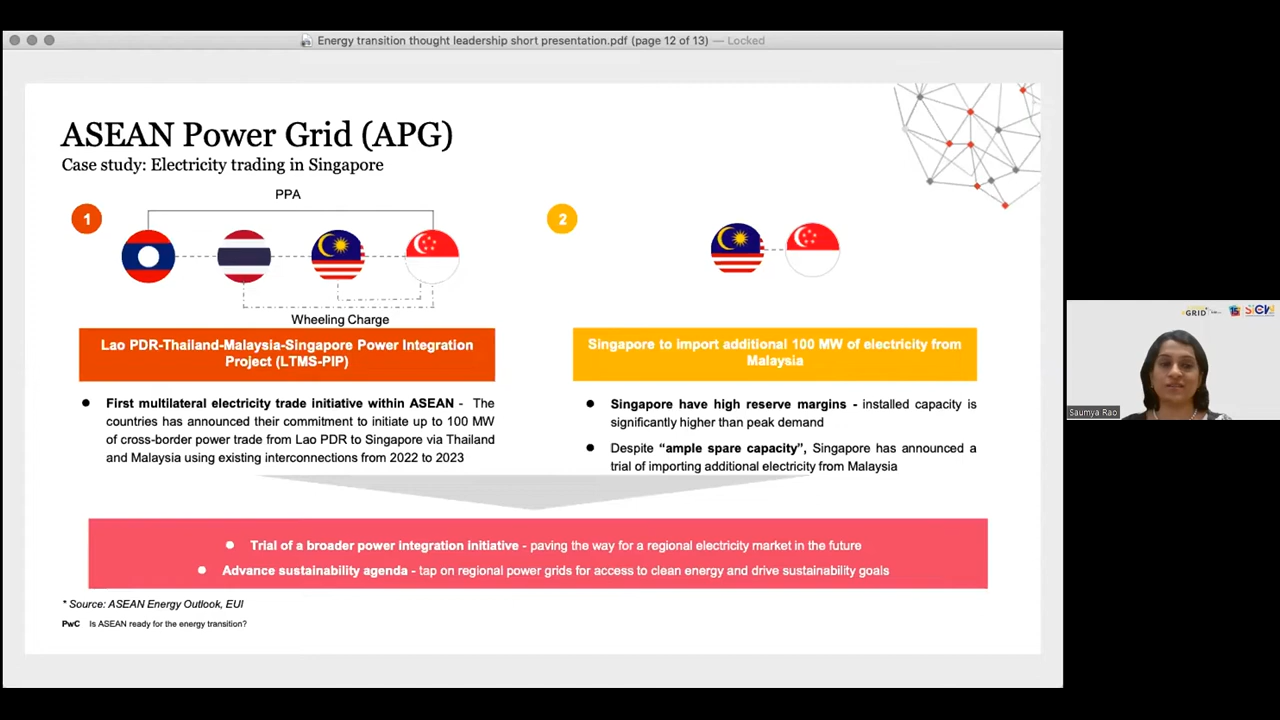 Energy transition thought leadership short presentation.pdf (page 12 of 13) — Locked
ASEAN Power Grid (APG)
Case study: Electricity trading in Singapore
PPA
1
Wheeling Charge
Lao PDR-Thailand-Malaysia-Singapore Power Integration
Project (LTMS-PIP)
● First multilateral electricity trade initiative within ASEAN - The
countries has announced their commitment to initiate up to 100 MW
of cross-border power trade from Lao PDR to Singapore via Thailand
and Malaysia using existing interconnections from 2022 to 2023
2
Singapore to import additional 100 MW of electricity from
Malaysia
● Singapore have high reserve margins - installed capacity is
significantly higher than peak demand
● Despite “ample spare capacity”, Singapore has announced a
trial of importing additional electricity from Malaysia
● Trial of a broader power integration initiative - paving the way for a regional electricity market in the future
● Advance sustainability agenda - tap on regional power grids for access to clean energy and drive sustainability goals
* Source: ASEAN Energy Outlook, EUI
PwC Is ASEAN ready for the energy transition?
GRID
Saumya Rao